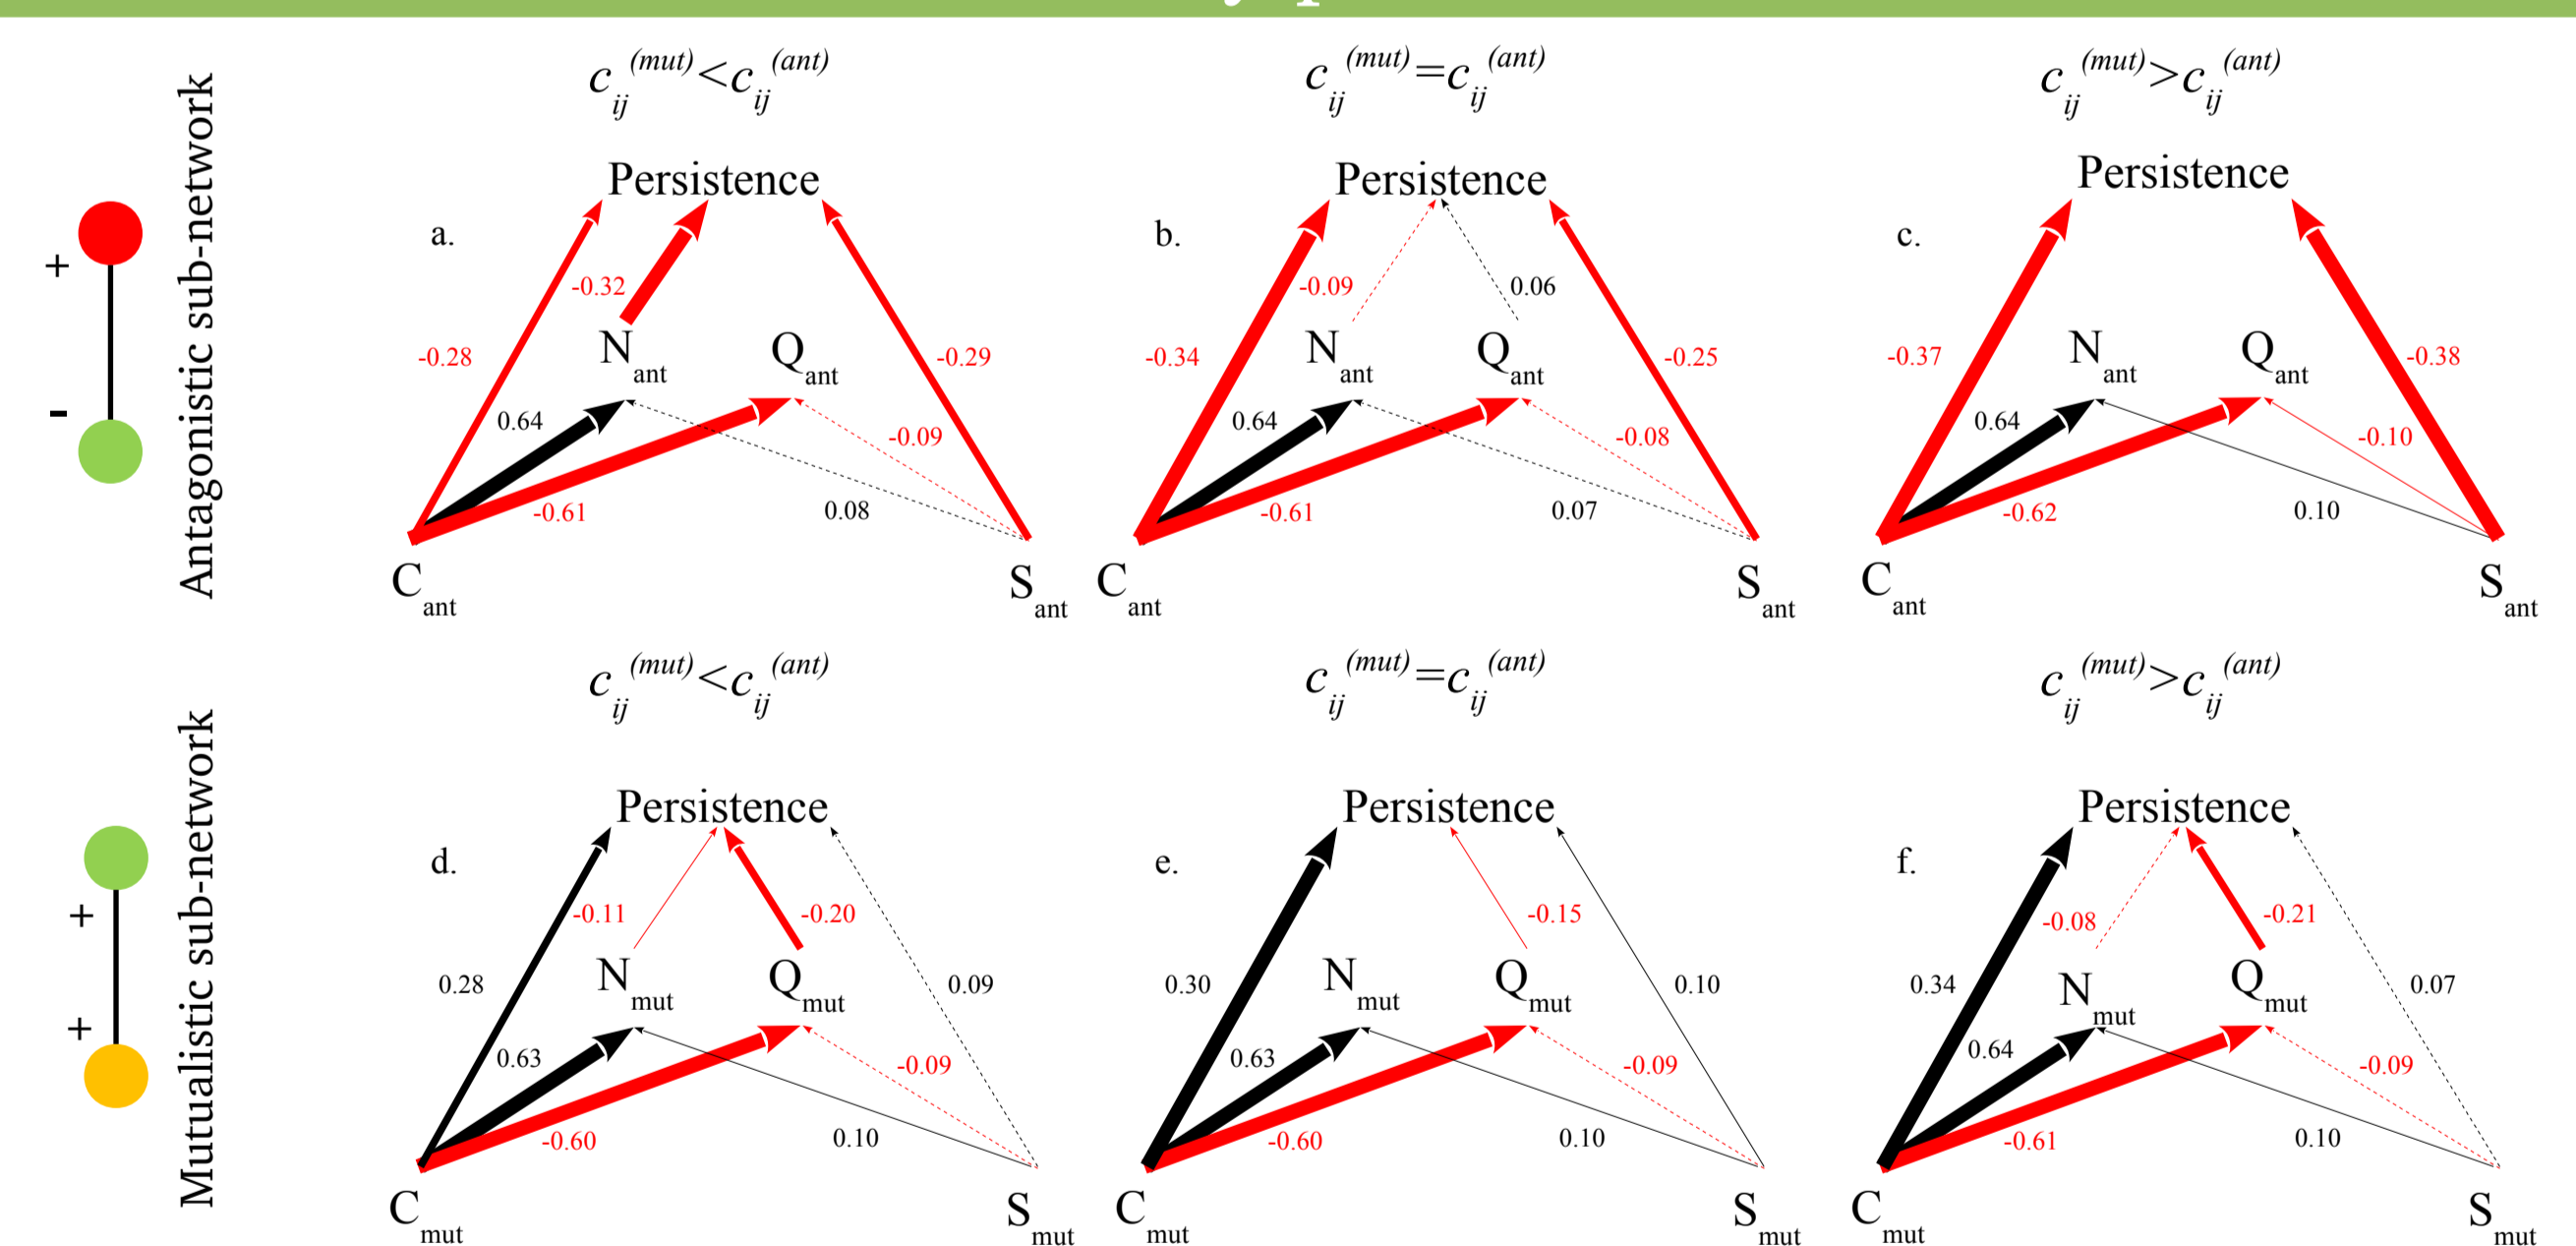 c_ij^(mut)<c_ij^(ant)
c_ij^(mut)=c_ij^(ant)
c_ij^(mut)>c_ij^(ant)
Antagonistic sub-network
+
-
a.
Persistence
-0.32
-0.28
N_ant
Q_ant
-0.29
0.64
-0.09
-0.61
0.08
C_ant
S_ant
b.
Persistence
-0.09
0.06
-0.34
N_ant
Q_ant
-0.25
0.64
-0.08
-0.61
0.07
C_ant
S_ant
c.
Persistence
-0.37
N_ant
Q_ant
-0.38
0.64
-0.10
-0.62
0.10
C_ant
S_ant
c_ij^(mut)<c_ij^(ant)
c_ij^(mut)=c_ij^(ant)
c_ij^(mut)>c_ij^(ant)
Mutualistic sub-network
+
+
d.
Persistence
-0.11
-0.20
0.28
N_mut
Q_mut
0.09
0.63
-0.09
-0.60
0.10
C_mut
S_mut
e.
Persistence
-0.15
0.30
N_mut
Q_mut
0.10
0.63
-0.09
-0.60
0.10
C_mut
S_mut
f.
Persistence
-0.08
-0.21
0.34
N_mut
Q_mut
0.07
0.64
-0.09
-0.61
0.10
C_mut
S_mut